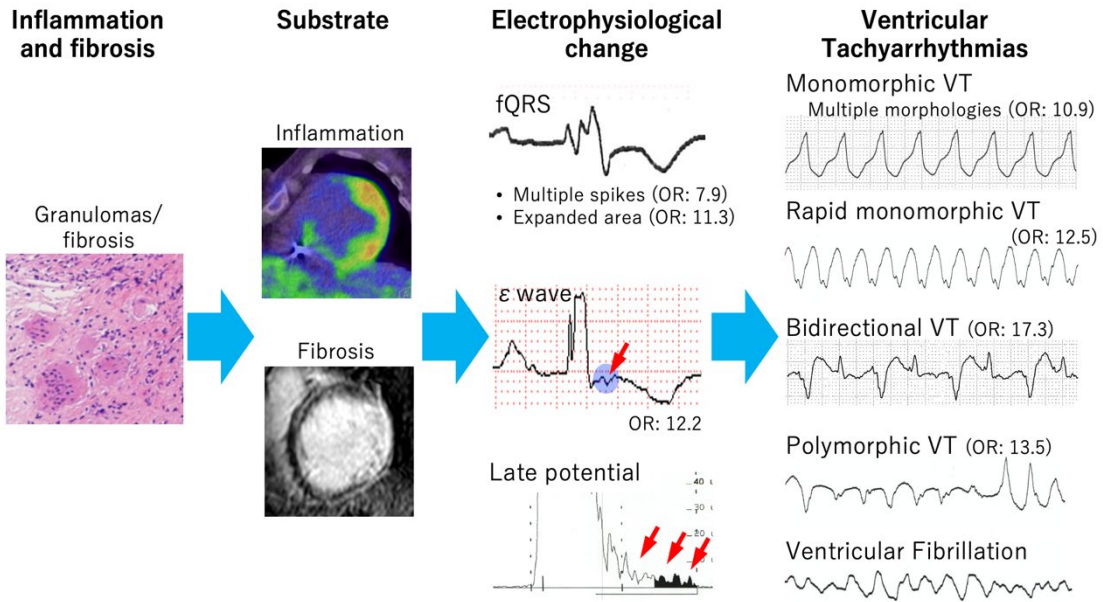 Inflammation
and fibrosis
Granulomas/
fibrosis
Substrate
Inflammation
Fibrosis
Electrophysiological
change
fQRS
• Multiple spikes (OR: 7.9)
• Expanded area (OR: 11.3)
ε wave
OR: 12.2
Late potential
40
30
20
10
Ventricular
Tachyarrhythmias
Monomorphic VT
Multiple morphologies (OR: 10.9)
Rapid monomorphic VT
(OR: 12.5)
Bidirectional VT (OR: 17.3)
Polymorphic VT (OR: 13.5)
Ventricular Fibrillation